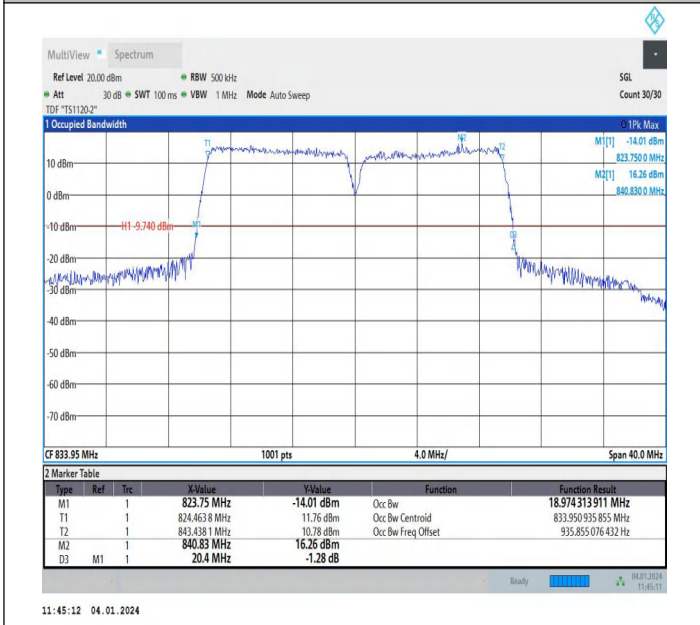 MultiView Spectrum
Ref Level 20.00 dBm RBW 500 kHz SGL
Att 30 dB SWT 100 ms VBW 1 MHz Mode Auto Sweep Count 30/30
TDF "TS1120-2"
1 Occupied Bandwidth 1Pk Max
M1[1] -14.01 dBm
823.750 0 MHz
M2[1] 16.26 dBm
840.830 0 MHz
T1 M2 T2
10 dBm
0 dBm
-10 dBm H1 -9.740 dBm M1
D3
-20 dBm
-30 dBm
-40 dBm
-50 dBm
-60 dBm
-70 dBm
CF 833.95 MHz 1001 pts 4.0 MHz/ Span 40.0 MHz
2 Marker Table
Type Ref Trc X-Value Y-Value Function Function Result
M1 1 823.75 MHz -14.01 dBm Occ Bw 18.974 313 911 MHz
T1 1 824.463 8 MHz 11.76 dBm Occ Bw Centroid 833.950 935 855 MHz
T2 1 843.438 1 MHz 10.78 dBm Occ Bw Freq Offset 935.855 076 432 Hz
M2 1 840.83 MHz 16.26 dBm
D3 M1 1 20.4 MHz -1.28 dB
Ready 04.01.2024
11:45:11
11:45:12 04.01.2024